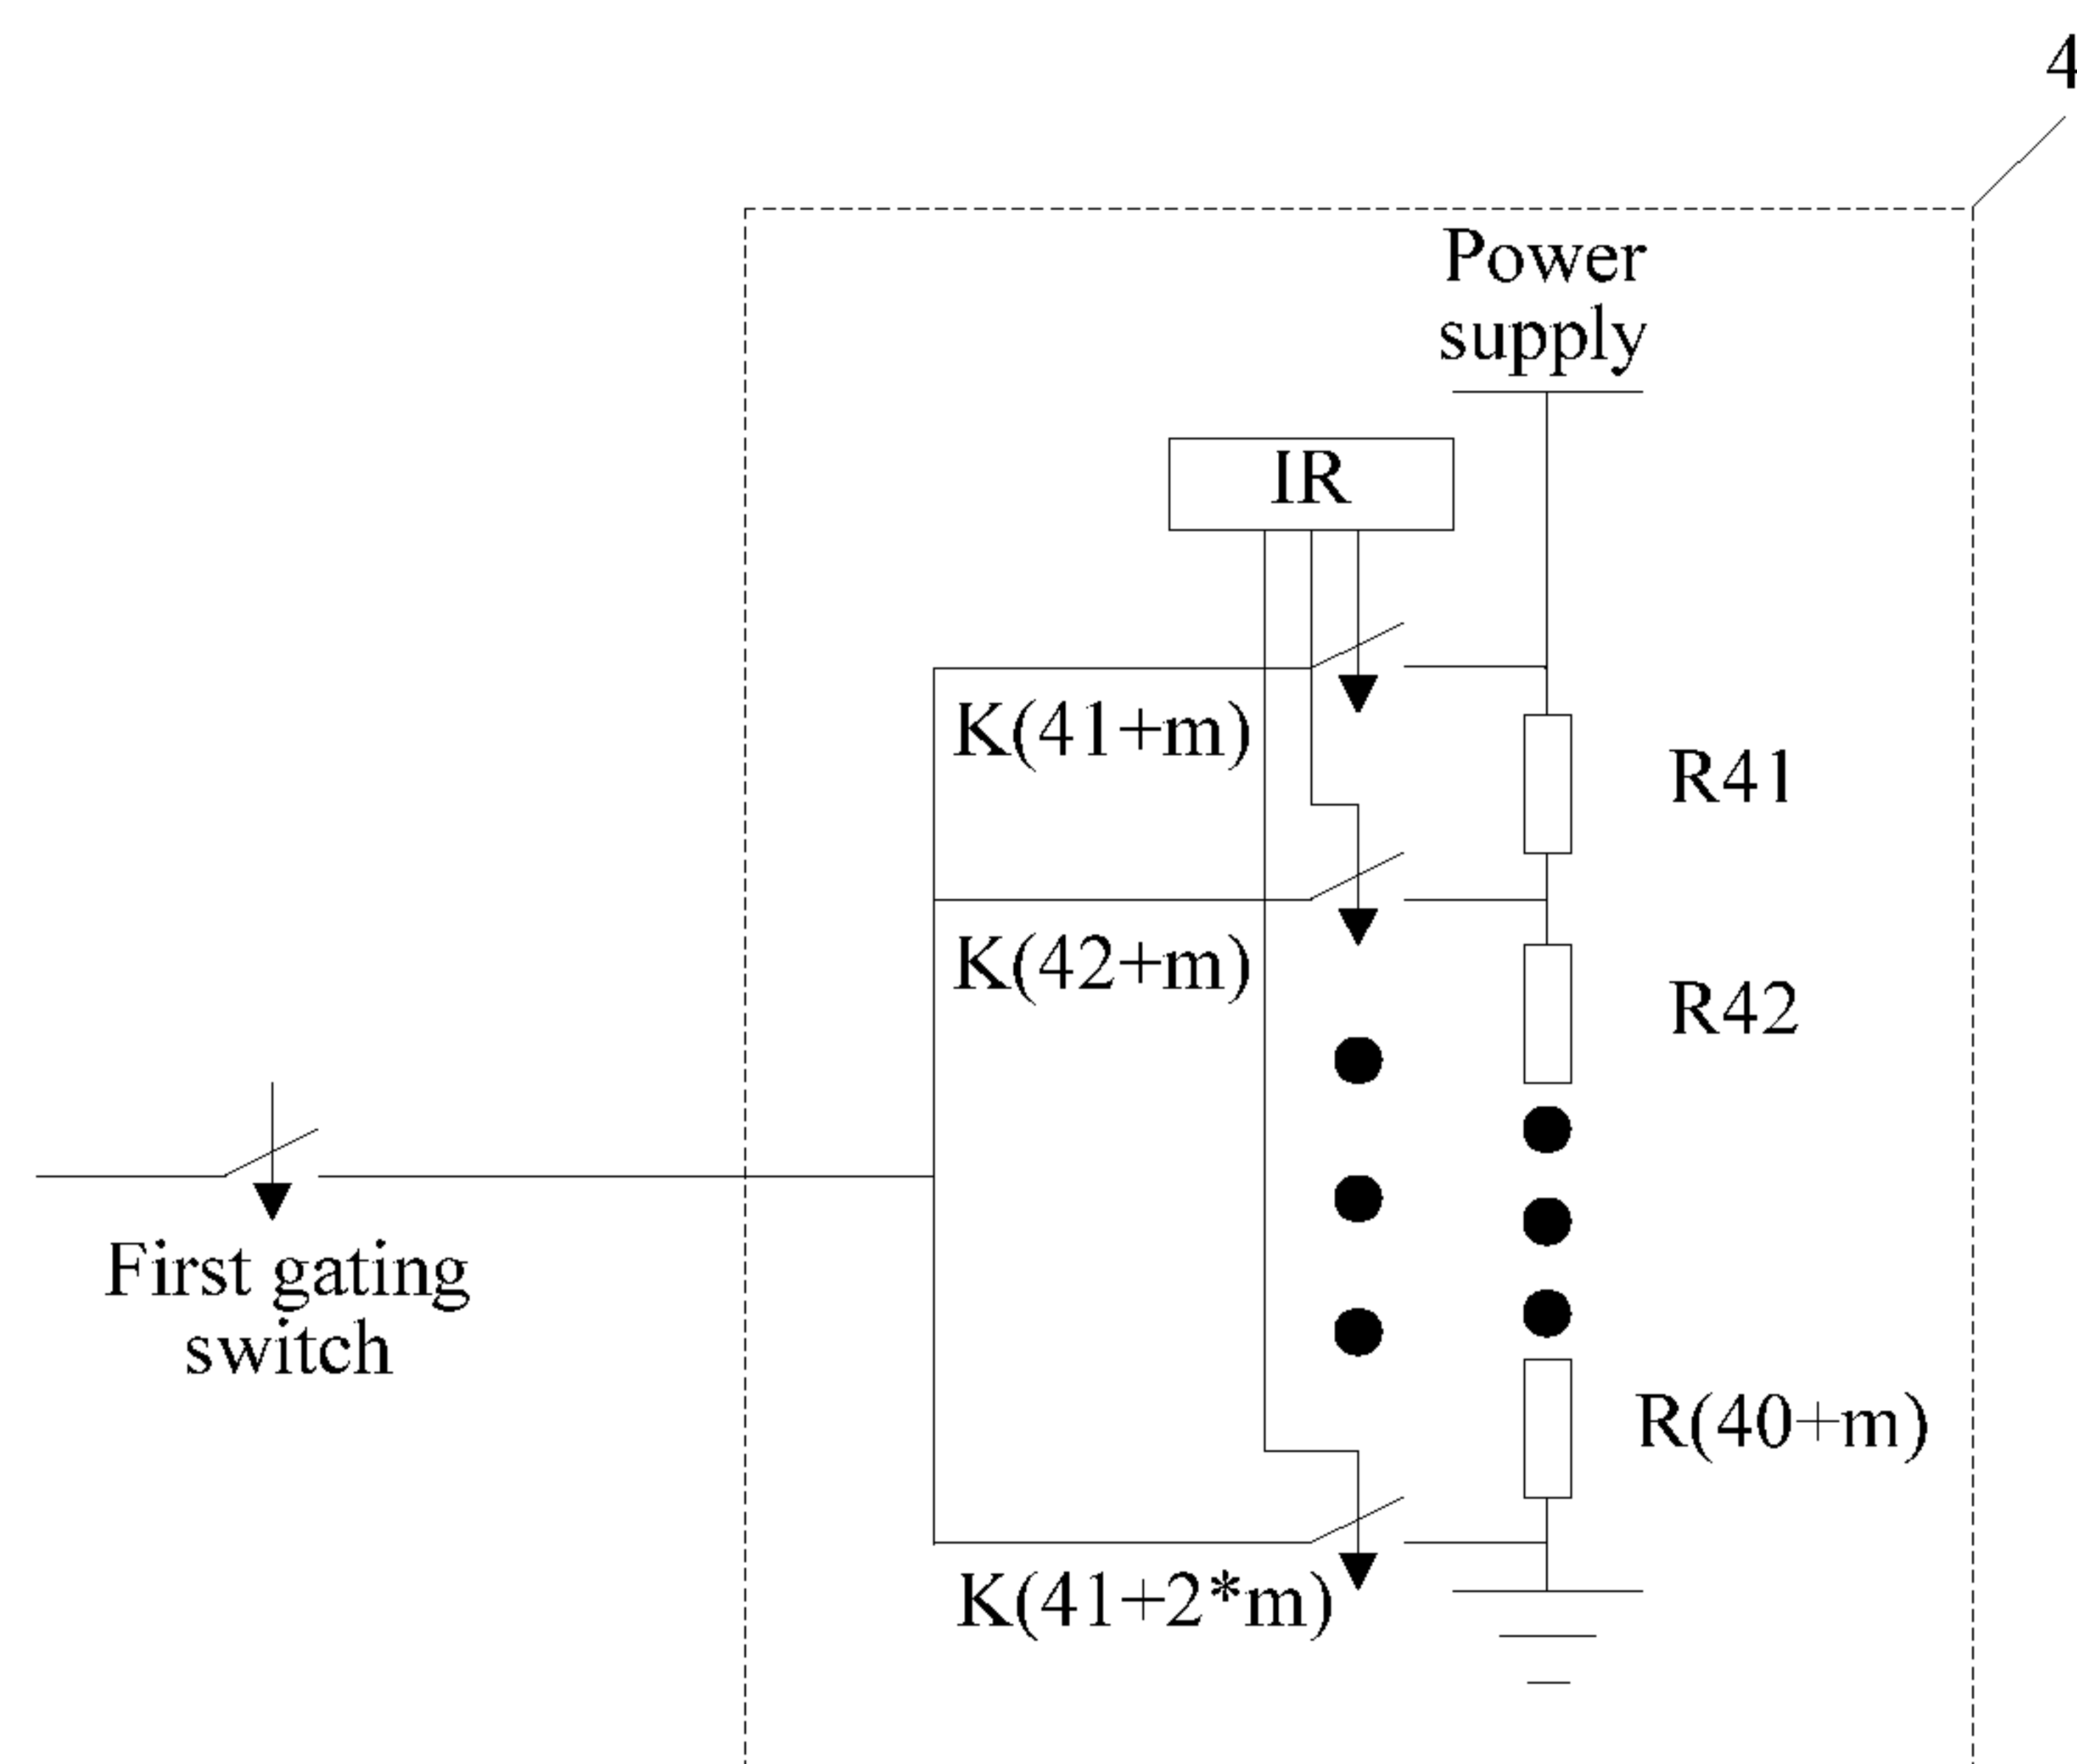 4
Power
supply
IR
K(41+m)
R41
K(42+m)
R42
First gating
switch
R(40+m)
K(41+2*m)